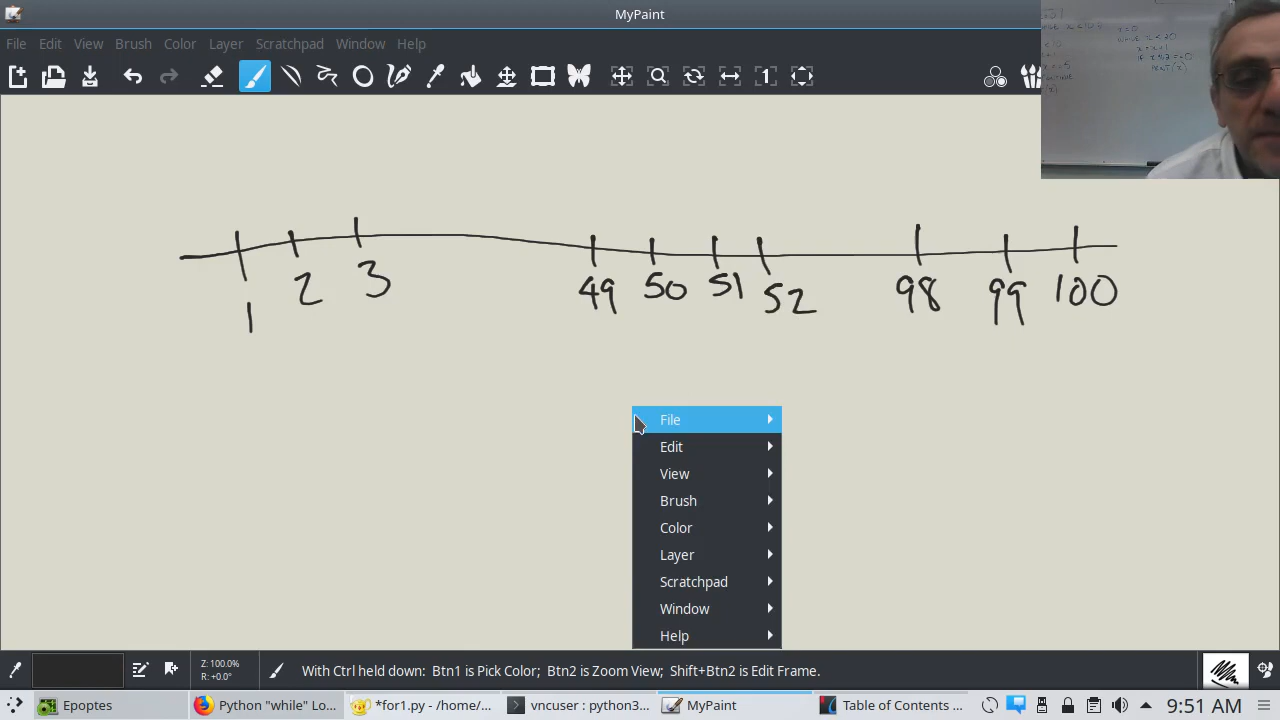 MyPaint
File Edit View Brush Color Layer Scratchpad Window Help
1 2 3 49 50 51 52 98 99 100
File
Edit
View
Brush
Color
Layer
Scratchpad
Window
Help
Z: 100.0%
R: +0.0°
With Ctrl held down: Btn1 is Pick Color; Btn2 is Zoom View; Shift+Btn2 is Edit Frame.
Epoptes Python "while" lo... *for1.py - /home/... vncuser : python3... MyPaint Table of Contents ... 9:51 AM